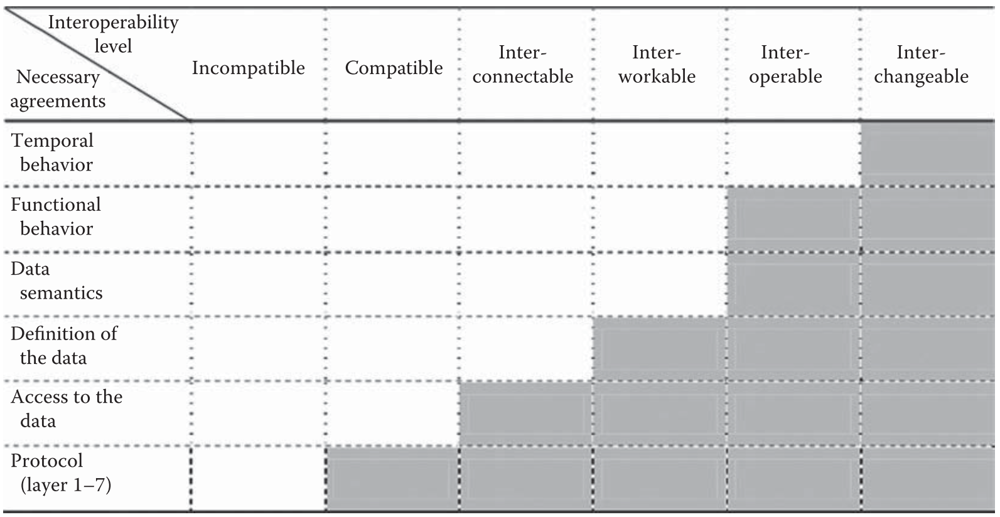 Interoperability
level
Necessary
agreements
Incompatible
Compatible
Inter-
connectable
Inter-
workable
Inter-
operable
Inter-
changeable
Temporal
behavior
Functional
behavior
Data
semantics
Definition of
the data
Access to the
data
Protocol
(layer 1–7)